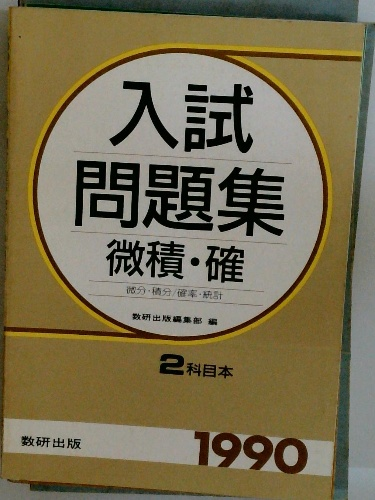 入試
問題集
微積・確
微分・積分/確率・統計
数研出版編集部 編
2科目本
数研出版
1990